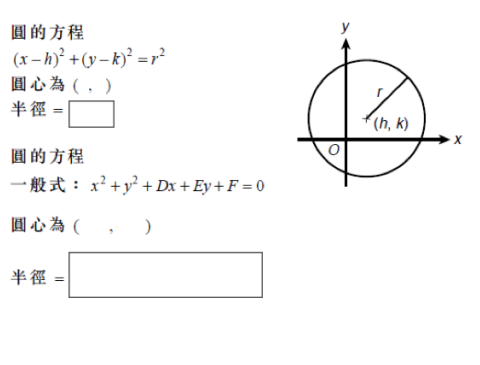 圓的方程
(x－h)²＋(y－k)²＝r²
圓心為 ( , )
半徑 =
圓的方程
一般式： x²＋y²＋Dx＋Ey＋F＝0
圓心為 ( , )
半徑 =
y
r
(h, k)
O
x